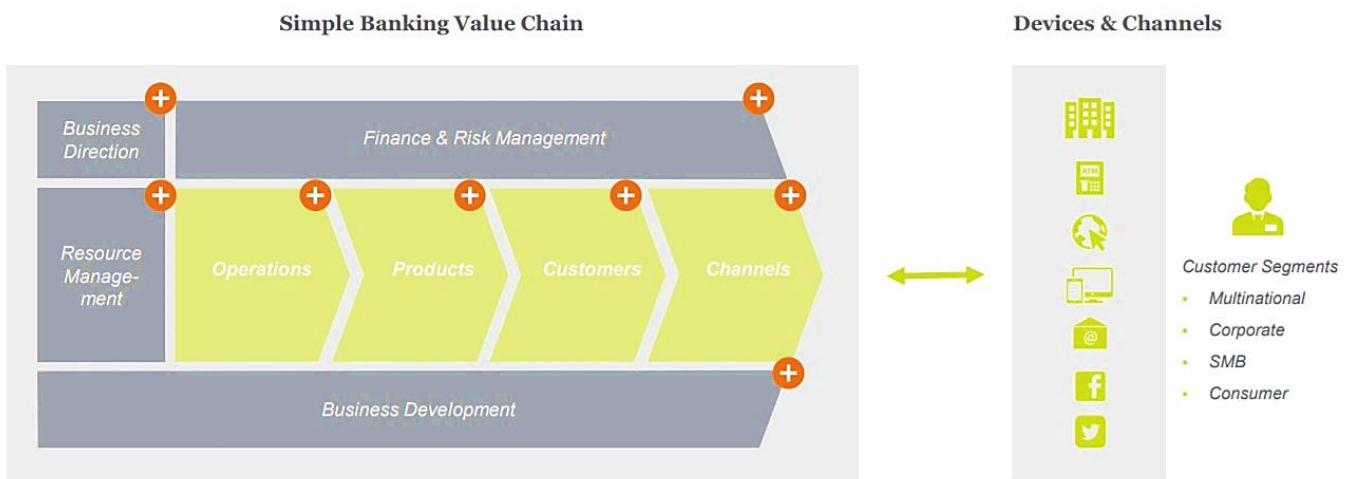 Simple Banking Value Chain
Devices & Channels
Business
Direction
Finance & Risk Management
Resource
Manage-
ment
Operations
Products
Customers
Channels
Business Development
ATM
@
f
Customer Segments
Multinational
Corporate
SMB
Consumer